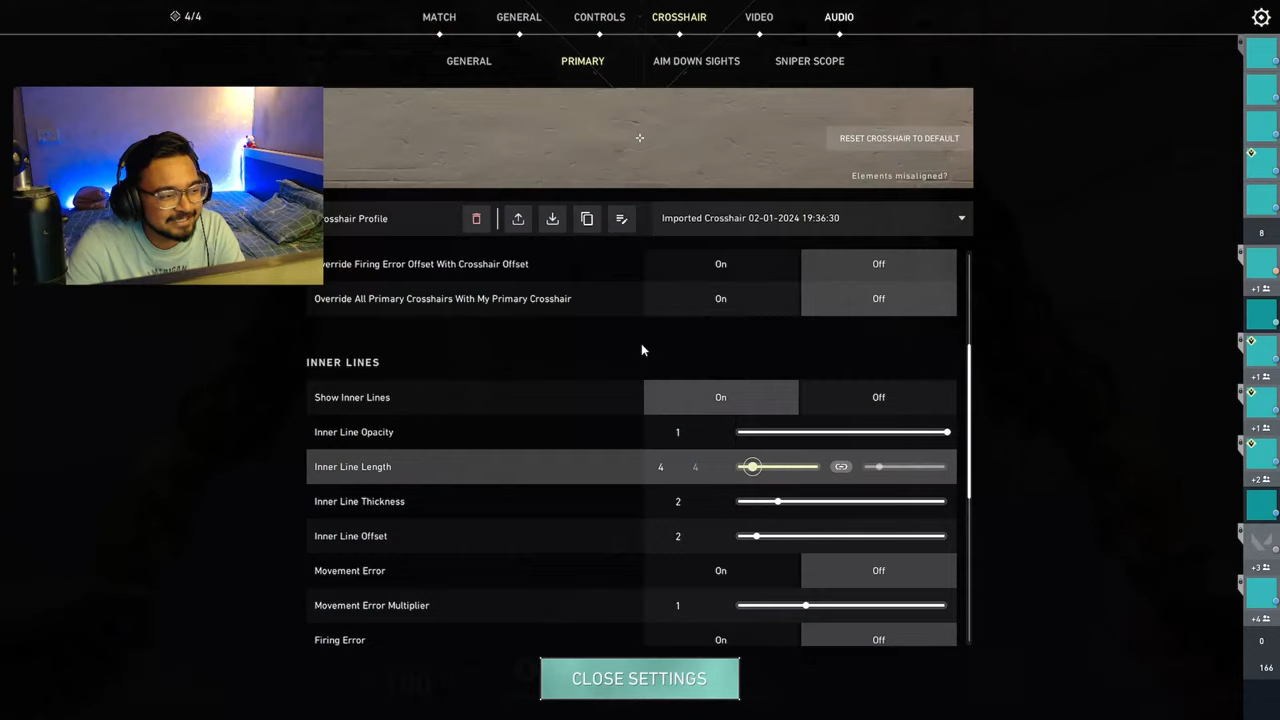 4/4
MATCH GENERAL CONTROLS CROSSHAIR VIDEO AUDIO
GENERAL PRIMARY AIM DOWN SIGHTS SNIPER SCOPE
RESET CROSSHAIR TO DEFAULT
Elements misaligned?
rosshair Profile Imported Crosshair 02-01-2024 19:36:30
8
verride Firing Error Offset With Crosshair Offset On Off
+1
Override All Primary Crosshairs With My Primary Crosshair On Off
INNER LINES
+1
Show Inner Lines On Off
Inner Line Opacity 1
+1
Inner Line Length 4 4
+2
Inner Line Thickness 2
Inner Line Offset 2
Movement Error On Off
+3
Movement Error Multiplier 1
+4
Firing Error On Off
0
166
CLOSE SETTINGS